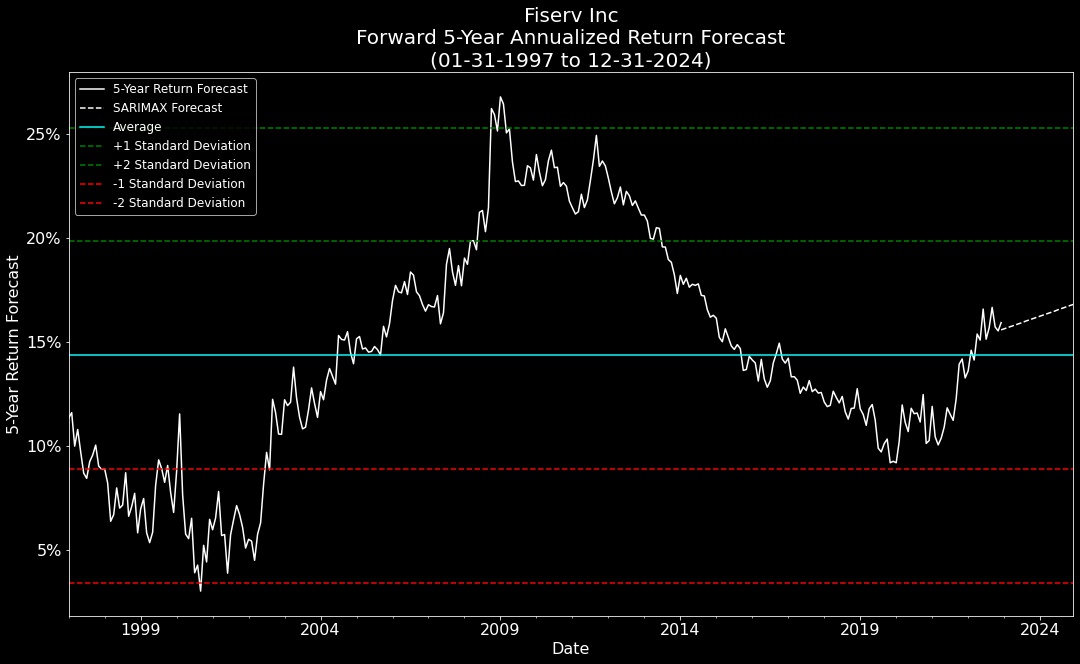 Fiserv Inc
Forward 5-Year Annualized Return Forecast
(01-31-1997 to 12-31-2024)
5-Year Return Forecast
SARIMAX Forecast
Average
+1 Standard Deviation
+2 Standard Deviation
-1 Standard Deviation
-2 Standard Deviation
25%
20%
15%
10%
5%
5-Year Return Forecast
1999
2004
2009
2014
2019
2024
Date